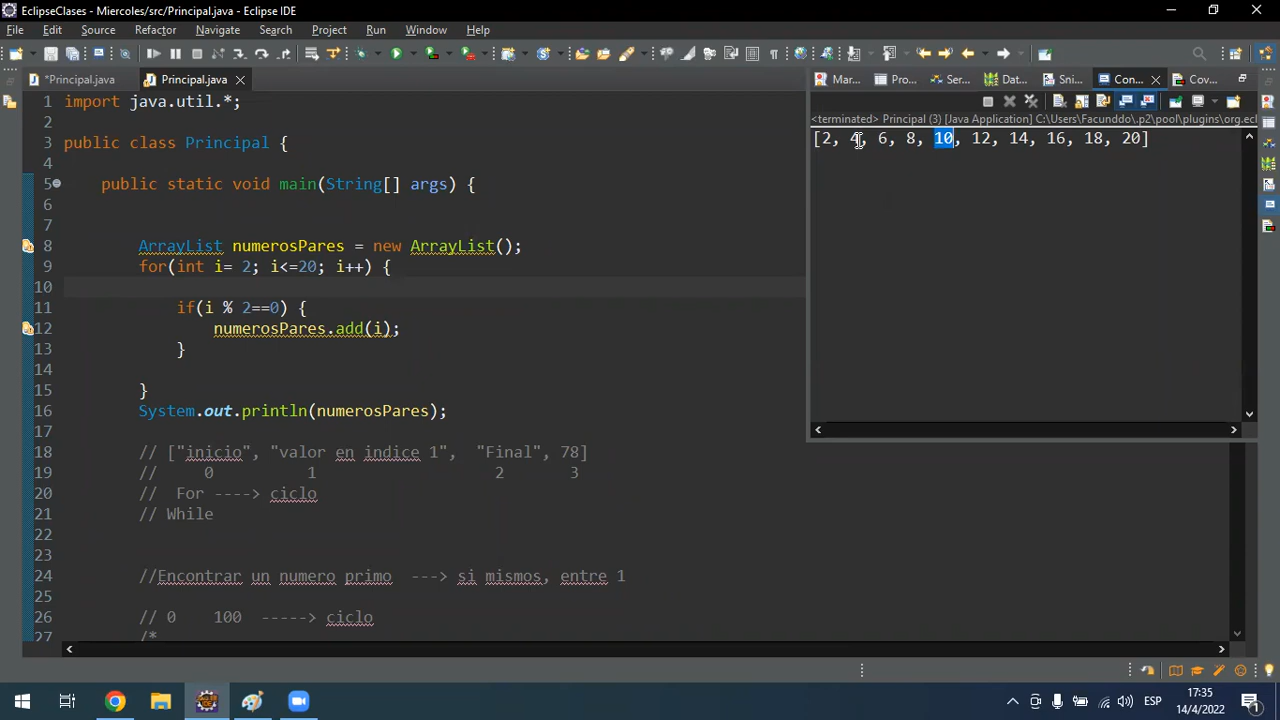 EclipseClases - Miercoles/src/Principal.java - Eclipse IDE
File Edit Source Refactor Navigate Search Project Run Window Help
*Principal.java Principal.java
Mar... Pro... Ser... Dat... Sni... Con... Cov...
<terminated> Principal (3) [Java Application] C:\Users\Facunddo\.p2\pool\plugins\org.ecl
[2, 4, 6, 8, 10, 12, 14, 16, 18, 20]
1 import java.util.*;
2
3 public class Principal {
4
5 public static void main(String[] args) {
6
7
8 ArrayList numerosPares = new ArrayList();
9 for(int i= 2; i<=20; i++) {
10
11 if(i % 2==0) {
12 numerosPares.add(i);
13 }
14
15 }
16 System.out.println(numerosPares);
17
18 // ["inicio", "valor en indice 1", "Final", 78]
19 // 0 1 2 3
20 // For ----> ciclo
21 // While
22
23
24 //Encontrar un numero primo ---> si mismos, entre 1
25
26 // 0 100 -----> ciclo
27 /*
ESP
17:35
14/4/2022